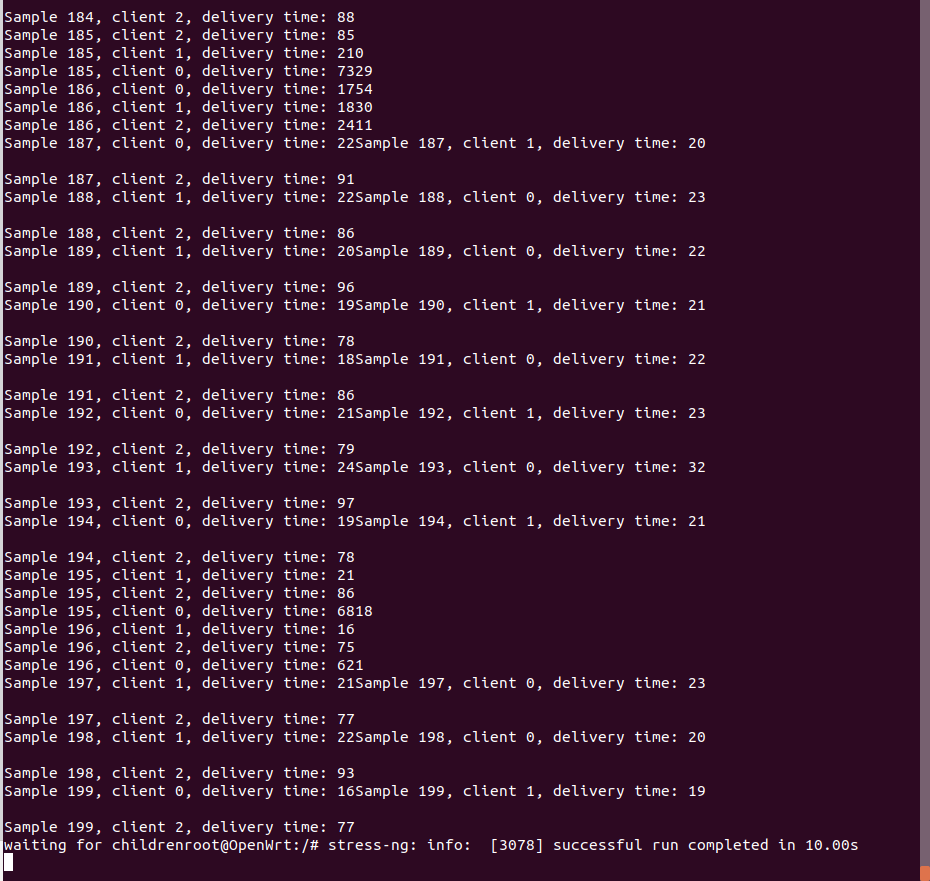 Sample 184, client 2, delivery time: 88
Sample 185, client 2, delivery time: 85
Sample 185, client 1, delivery time: 210
Sample 185, client 0, delivery time: 7329
Sample 186, client 0, delivery time: 1754
Sample 186, client 1, delivery time: 1830
Sample 186, client 2, delivery time: 2411
Sample 187, client 0, delivery time: 22Sample 187, client 1, delivery time: 20
Sample 187, client 2, delivery time: 91
Sample 188, client 1, delivery time: 22Sample 188, client 0, delivery time: 23
Sample 188, client 2, delivery time: 86
Sample 189, client 1, delivery time: 20Sample 189, client 0, delivery time: 22
Sample 189, client 2, delivery time: 96
Sample 190, client 0, delivery time: 19Sample 190, client 1, delivery time: 21
Sample 190, client 2, delivery time: 78
Sample 191, client 1, delivery time: 18Sample 191, client 0, delivery time: 22
Sample 191, client 2, delivery time: 86
Sample 192, client 0, delivery time: 21Sample 192, client 1, delivery time: 23
Sample 192, client 2, delivery time: 79
Sample 193, client 1, delivery time: 24Sample 193, client 0, delivery time: 32
Sample 193, client 2, delivery time: 97
Sample 194, client 0, delivery time: 19Sample 194, client 1, delivery time: 21
Sample 194, client 2, delivery time: 78
Sample 195, client 1, delivery time: 21
Sample 195, client 2, delivery time: 86
Sample 195, client 0, delivery time: 6818
Sample 196, client 1, delivery time: 16
Sample 196, client 2, delivery time: 75
Sample 196, client 0, delivery time: 621
Sample 197, client 1, delivery time: 21Sample 197, client 0, delivery time: 23
Sample 197, client 2, delivery time: 77
Sample 198, client 1, delivery time: 22Sample 198, client 0, delivery time: 20
Sample 198, client 2, delivery time: 93
Sample 199, client 0, delivery time: 16Sample 199, client 1, delivery time: 19
Sample 199, client 2, delivery time: 77
waiting for childrenroot@OpenWrt:/# stress-ng: info:  [3078] successful run completed in 10.00s